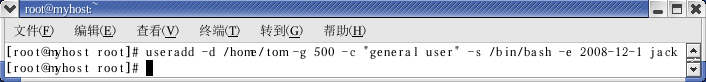 root@myhost:~
文件(F) 编辑(E) 查看(V) 终端(T) 转到(G) 帮助(H)
[root@myhost root]# useradd -d /home/tom -g 500 -c "general user" -s /bin/bash -e 2008-12-1 jack
[root@myhost root]#